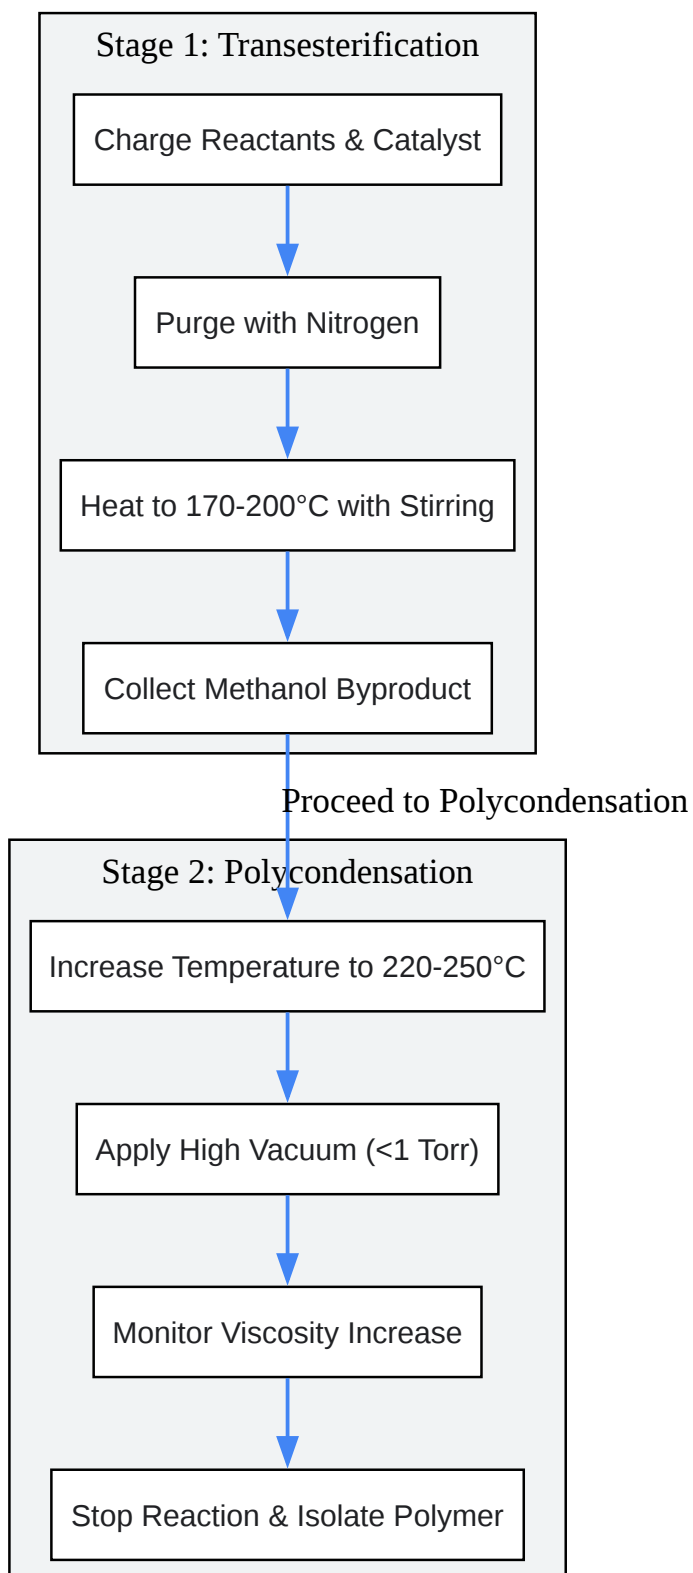 Stage 1: Transesterification
Charge Reactants & Catalyst
Purge with Nitrogen
Heat to 170-200°C with Stirring
Collect Methanol Byproduct
Proceed to Polycondensation
Stage 2: Polycondensation
Increase Temperature to 220-250°C
Apply High Vacuum (<1 Torr)
Monitor Viscosity Increase
Stop Reaction & Isolate Polymer